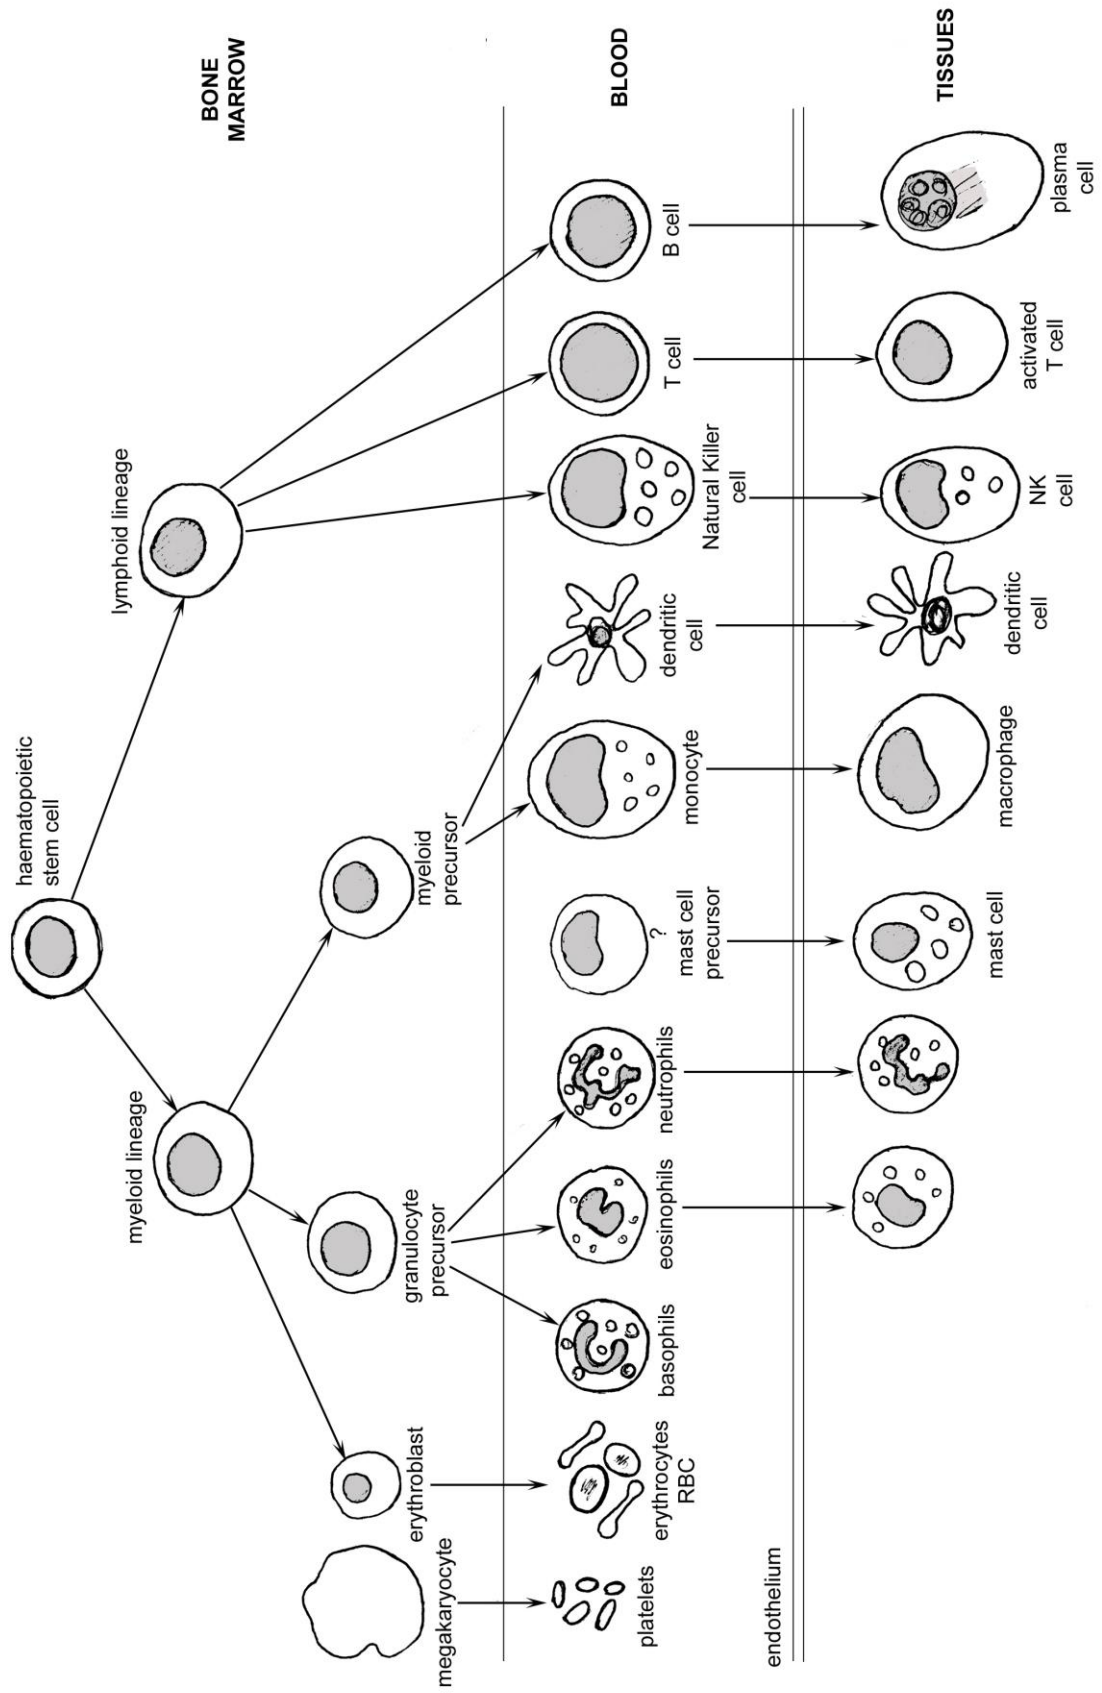 haematopoietic
stem cell
BONE
MARROW
myeloid lineage
lymphoid lineage
megakaryocyte
erythroblast
granulocyte
precursor
myeloid
precursor
BLOOD
platelets
erythrocytes
RBC
basophils
eosinophils
neutrophils
?
mast cell
precursor
monocyte
dendritic
cell
Natural Killer
cell
T cell
B cell
endothelium
TISSUES
mast cell
macrophage
dendritic
cell
NK
cell
activated
T cell
plasma
cell